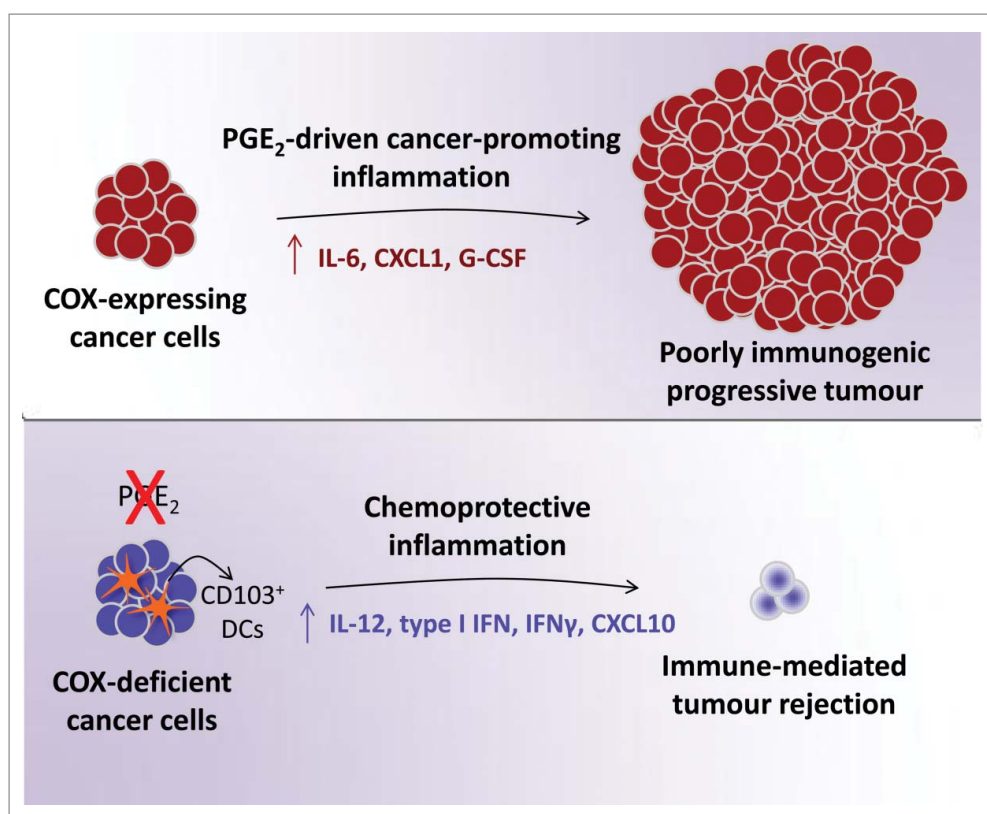 PGE₂-driven cancer-promoting
inflammation
↑ IL-6, CXCL1, G-CSF
COX-expressing
cancer cells
Poorly immunogenic
progressive tumour
PGE₂
Chemoprotective
inflammation
CD103⁺
DCs
↑ IL-12, type I IFN, IFNγ, CXCL10
COX-deficient
cancer cells
Immune-mediated
tumour rejection